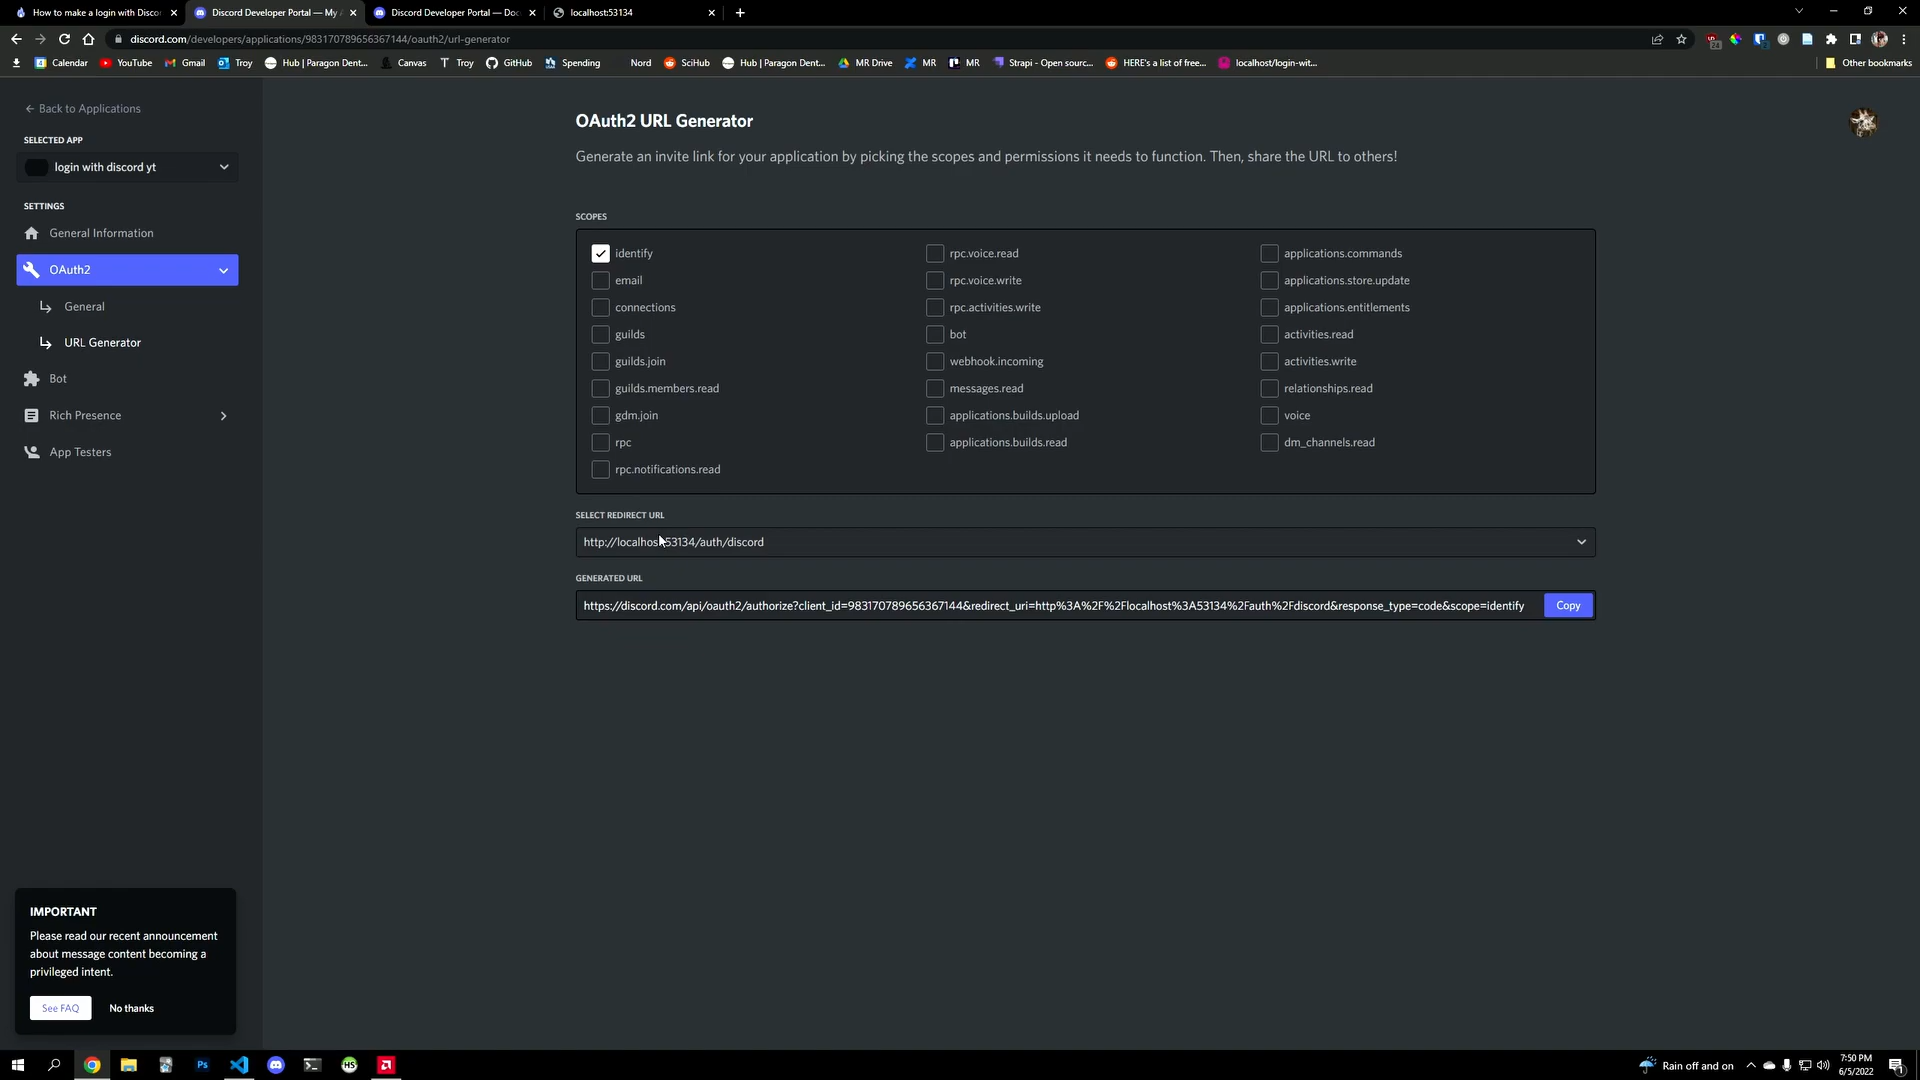 How to make a login with Disco
Discord Developer Portal — My A
Discord Developer Portal — Doc
localhost:53134
discord.com/developers/applications/983170789656367144/oauth2/url-generator
Calendar
YouTube
Gmail
Troy
Hub | Paragon Dent...
Canvas
T Troy
GitHub
Spending
Nord
SciHub
Hub | Paragon Dent...
MR Drive
MR
MR
Strapi - Open sourc...
HERE's a list of free...
localhost/login-wit...
Other bookmarks
← Back to Applications
SELECTED APP
login with discord yt
SETTINGS
General Information
OAuth2
General
URL Generator
Bot
Rich Presence
App Testers
OAuth2 URL Generator
Generate an invite link for your application by picking the scopes and permissions it needs to function. Then, share the URL to others!
SCOPES
identify
rpc.voice.read
applications.commands
email
rpc.voice.write
applications.store.update
connections
rpc.activities.write
applications.entitlements
guilds
bot
activities.read
guilds.join
webhook.incoming
activities.write
guilds.members.read
messages.read
relationships.read
gdm.join
applications.builds.upload
voice
rpc
applications.builds.read
dm_channels.read
rpc.notifications.read
SELECT REDIRECT URL
http://localhost:53134/auth/discord
GENERATED URL
https://discord.com/api/oauth2/authorize?client_id=983170789656367144&redirect_uri=http%3A%2F%2Flocalhost%3A53134%2Fauth%2Fdiscord&response_type=code&scope=identify
Copy
IMPORTANT
Please read our recent announcement
about message content becoming a
privileged intent.
See FAQ
No thanks
Ps
HS
Rain off and on
7:50 PM
6/5/2022